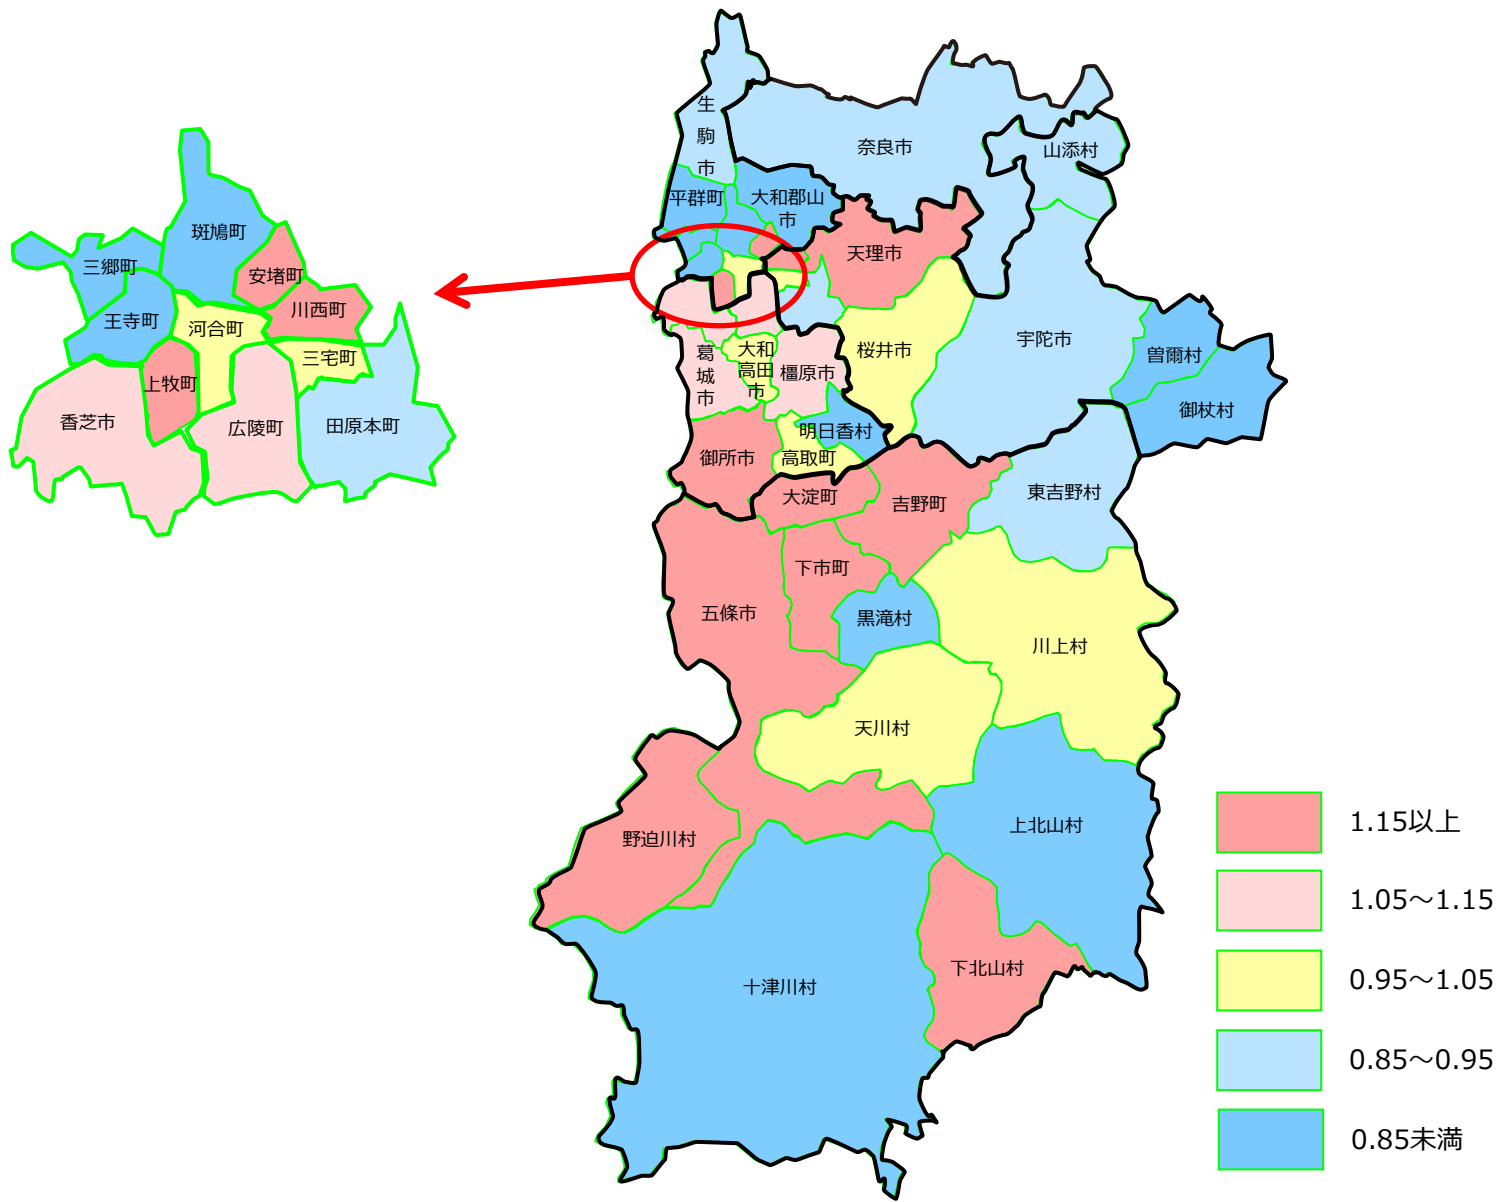 生
駒
市
奈良市
山添村
平群町
大和郡山
市
天理市
斑鳩町
三郷町
安堵町
王寺町
河合町
川西町
三宅町
上牧町
香芝市
広陵町
田原本町
葛
城
市
大和
高田
市
橿原市
桜井市
宇陀市
曽爾村
御杖村
明日香村
高取町
御所市
大淀町
吉野町
東吉野村
下市町
五條市
黒滝村
川上村
天川村
野迫川村
上北山村
下北山村
十津川村
1.15以上
1.05～1.15
0.95～1.05
0.85～0.95
0.85未満